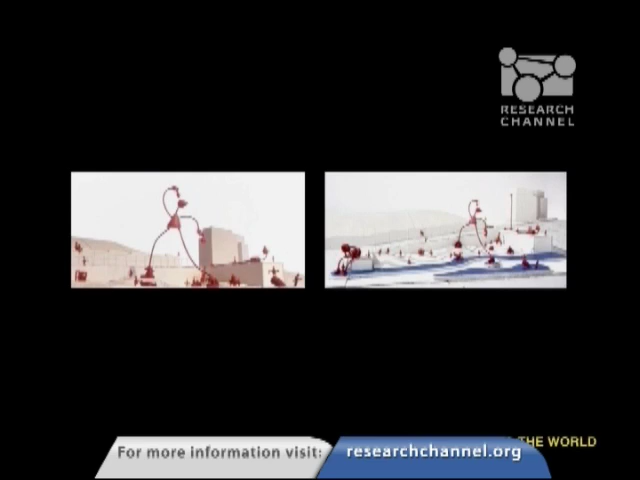 RESEARCH
CHANNEL
THE WORLD
For more information visit: researchchannel.org